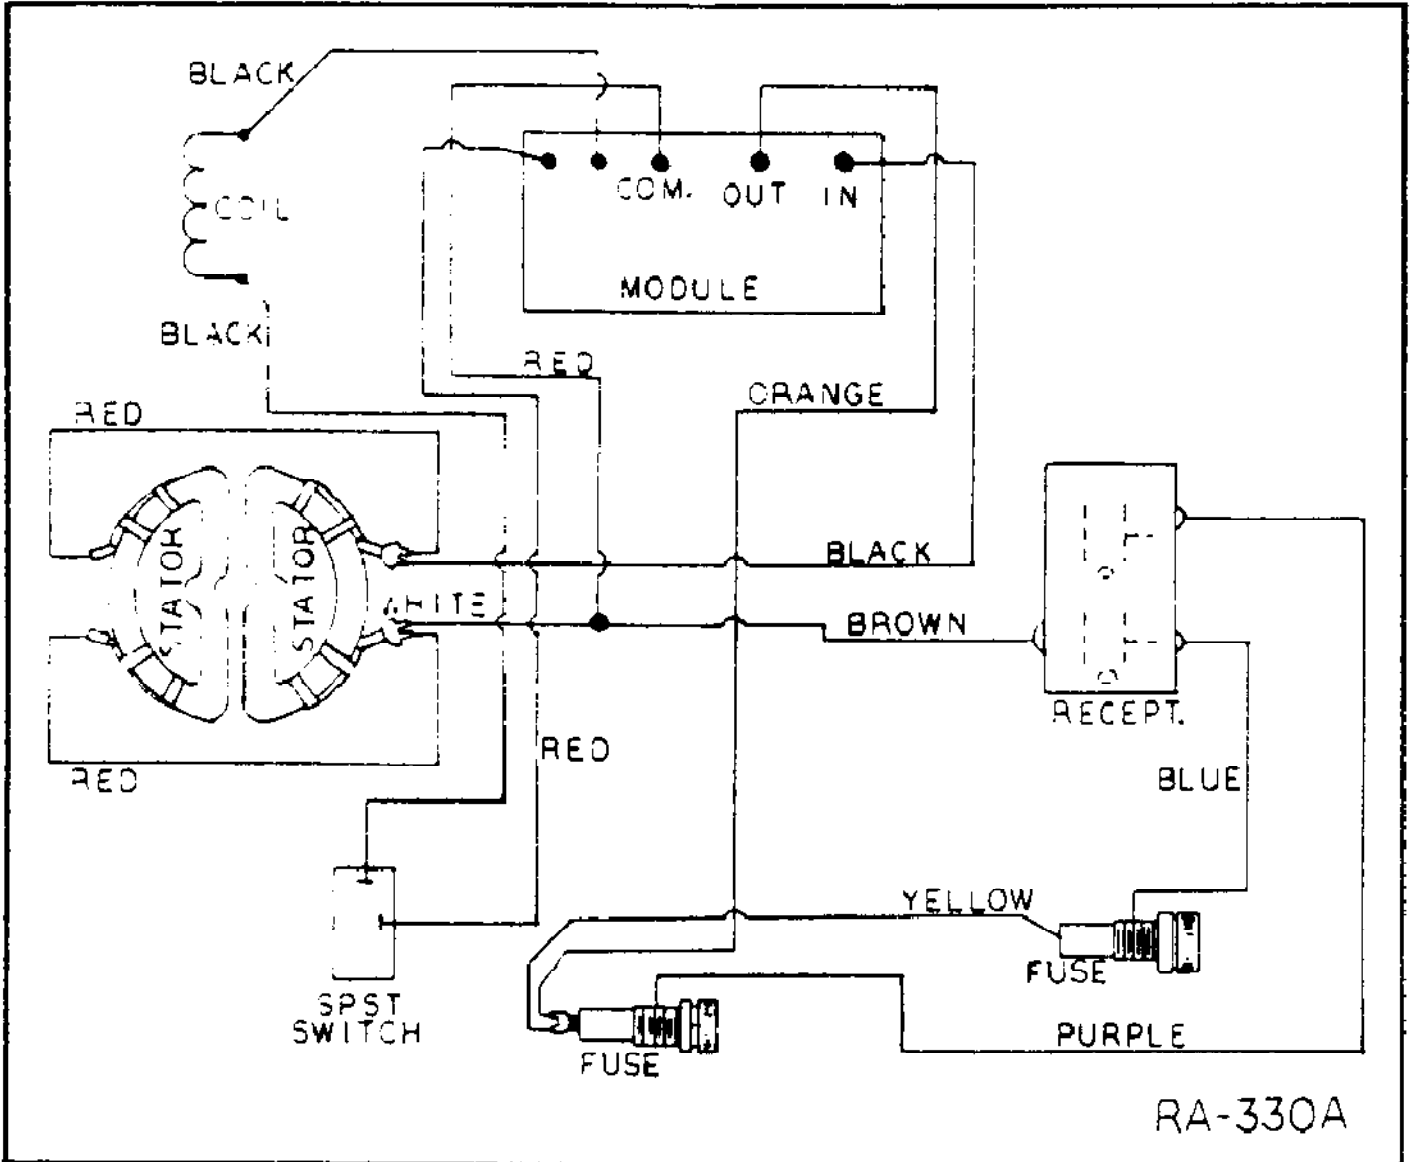 BLACK
COIL
COM. OUT IN
MODULE
BLACK
RED
ORANGE
RED
STATOR
STATOR
BLACK
WHITE
BROWN
RECEPT.
RED
RED
BLUE
YELLOW
FUSE
SPST
SWITCH
FUSE
PURPLE
RA-330A